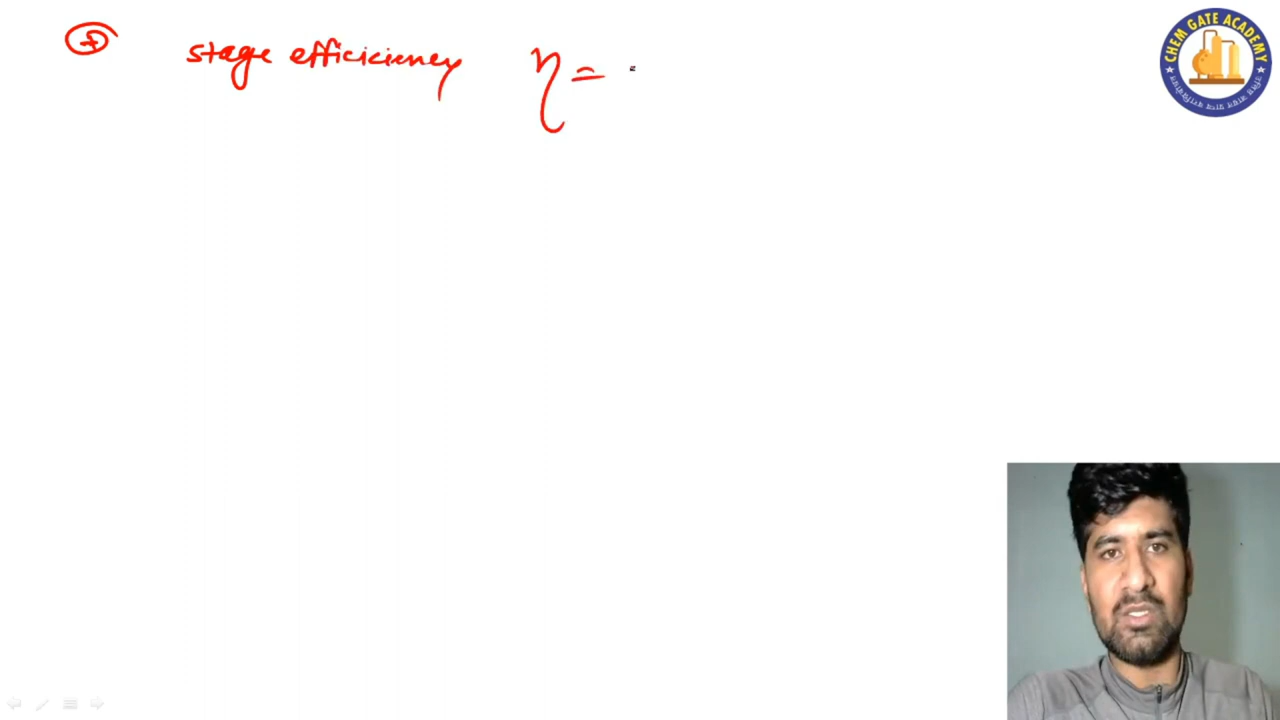 ⊕ stage efficiciency η =
CHEM GATE ACADEMY